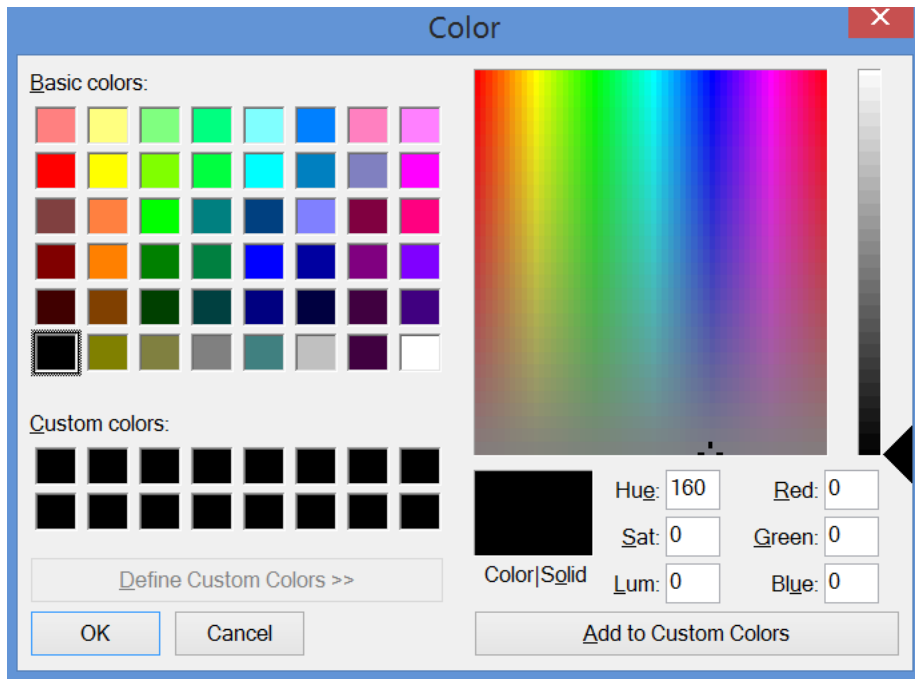 Color
Basic colors:
Custom colors:
Define Custom Colors >>
OK
Cancel
Color|Solid
Hue: 160
Sat: 0
Lum: 0
Red: 0
Green: 0
Blue: 0
Add to Custom Colors